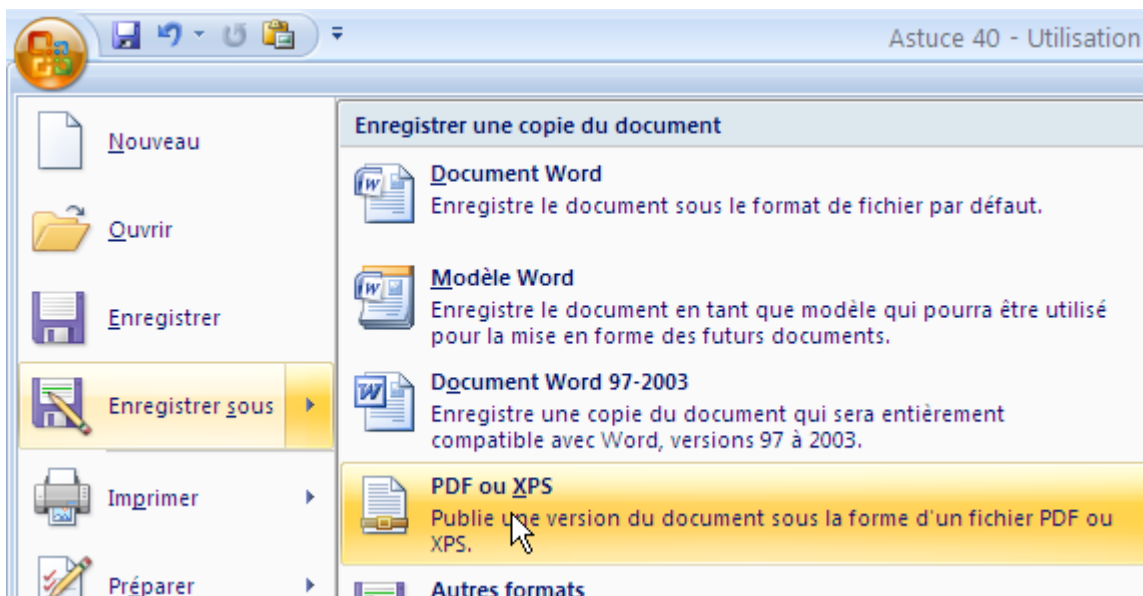 Astuce 40 - Utilisation
Nouveau
Ouvrir
Enregistrer
Enregistrer sous
Imprimer
Préparer
Enregistrer une copie du document
Document Word
Enregistre le document sous le format de fichier par défaut.
Modèle Word
Enregistre le document en tant que modèle qui pourra être utilisé
pour la mise en forme des futurs documents.
Document Word 97-2003
Enregistre une copie du document qui sera entièrement
compatible avec Word, versions 97 à 2003.
PDF ou XPS
Publie une version du document sous la forme d'un fichier PDF ou
XPS.
Autres formats